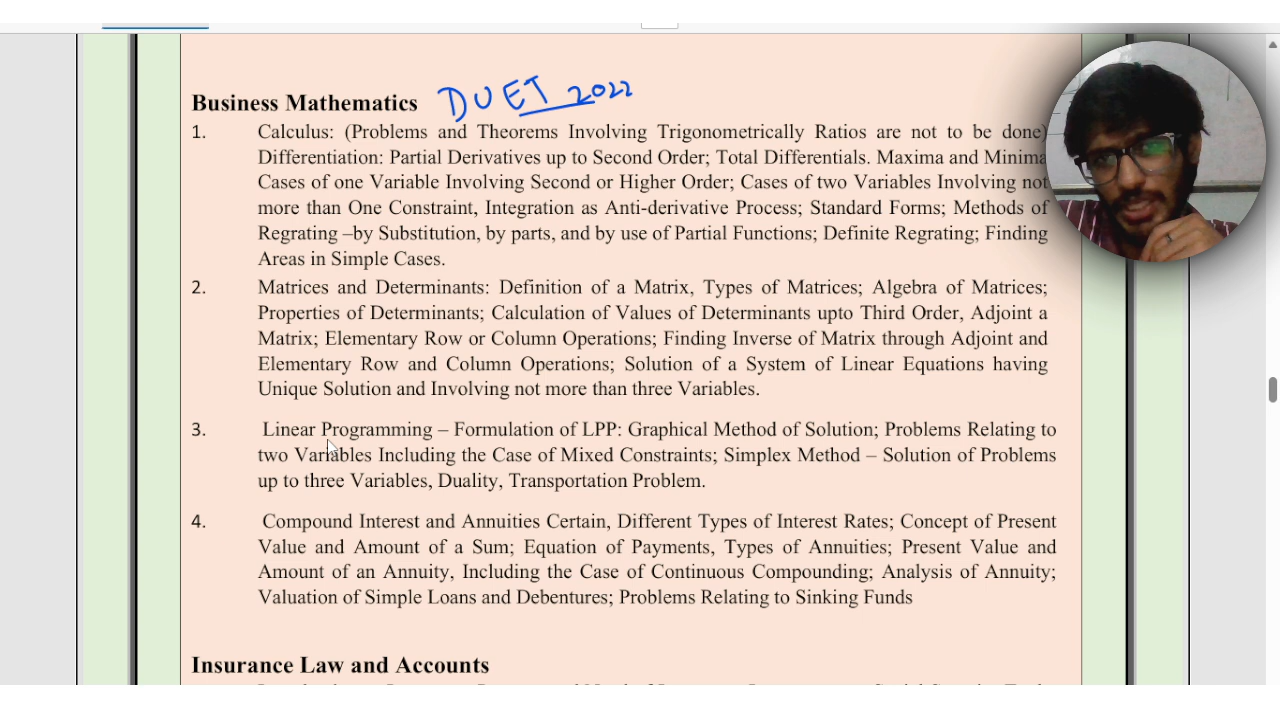 Business Mathematics DUET 2022
1. Calculus: (Problems and Theorems Involving Trigonometrically Ratios are not to be done)
Differentiation: Partial Derivatives up to Second Order; Total Differentials. Maxima and Minima
Cases of one Variable Involving Second or Higher Order; Cases of two Variables Involving not
more than One Constraint, Integration as Anti-derivative Process; Standard Forms; Methods of
Regrating –by Substitution, by parts, and by use of Partial Functions; Definite Regrating; Finding
Areas in Simple Cases.
2. Matrices and Determinants: Definition of a Matrix, Types of Matrices; Algebra of Matrices;
Properties of Determinants; Calculation of Values of Determinants upto Third Order, Adjoint a
Matrix; Elementary Row or Column Operations; Finding Inverse of Matrix through Adjoint and
Elementary Row and Column Operations; Solution of a System of Linear Equations having
Unique Solution and Involving not more than three Variables.
3. Linear Programming – Formulation of LPP: Graphical Method of Solution; Problems Relating to
two Variables Including the Case of Mixed Constraints; Simplex Method – Solution of Problems
up to three Variables, Duality, Transportation Problem.
4. Compound Interest and Annuities Certain, Different Types of Interest Rates; Concept of Present
Value and Amount of a Sum; Equation of Payments, Types of Annuities; Present Value and
Amount of an Annuity, Including the Case of Continuous Compounding; Analysis of Annuity;
Valuation of Simple Loans and Debentures; Problems Relating to Sinking Funds
Insurance Law and Accounts